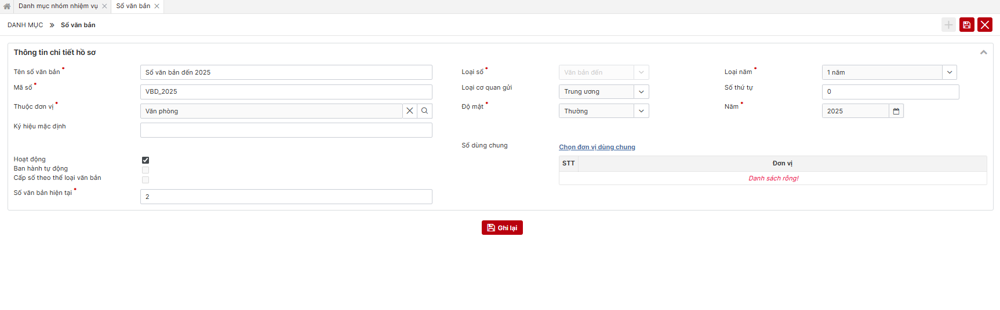 Danh mục nhóm nhiệm vụ
Sổ văn bản
DANH MỤC » Sổ văn bản
Thông tin chi tiết hồ sơ
Tên sổ văn bản * Sổ văn bản đến 2025 Loại sổ * Văn bản đến Loại năm * 1 năm
Mã sổ * VBD_2025 Loại cơ quan gửi Trung ương Số thứ tự 0
Thuộc đơn vị * Văn phòng Độ mật * Thường Năm * 2025
Ký hiệu mặc định
Sổ dùng chung Chọn đơn vị dùng chung
STT Đơn vị
Danh sách rỗng!
Hoạt động
Ban hành tự động
Cấp số theo thể loại văn bản
Số văn bản hiện tại * 2
Ghi lại